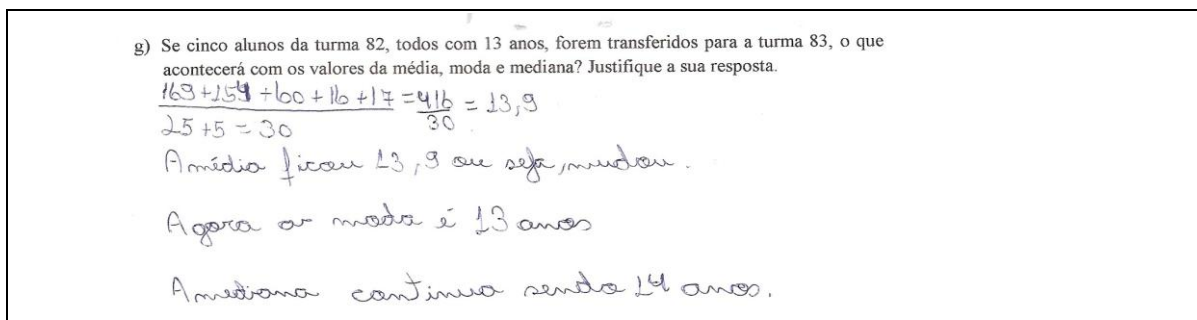 g) Se cinco alunos da turma 82, todos com 13 anos, forem transferidos para a turma 83, o que
acontecerá com os valores da média, moda e mediana? Justifique a sua resposta.
169+154+60+16+17 = 416 = 13,9
25+5 = 30 30
A média ficou 13,9 ou seja, mudou.
Agora a moda é 13 anos
A mediana continua sendo 14 anos.